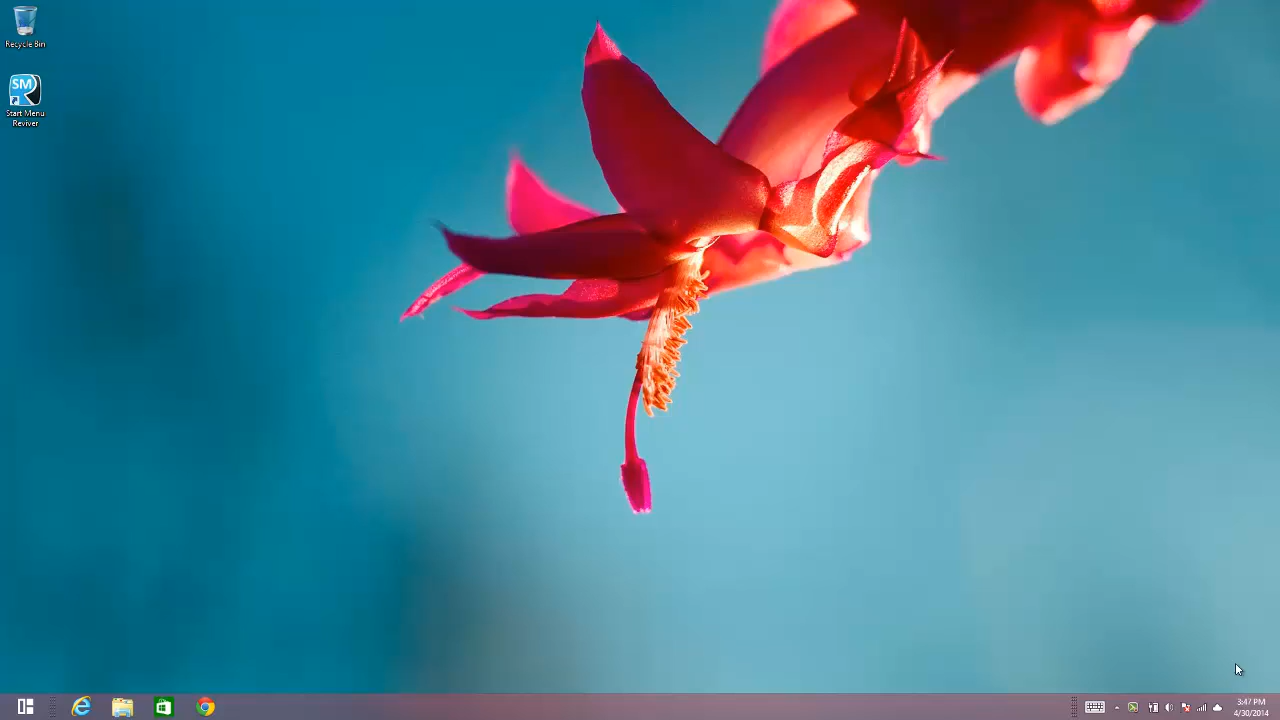 Recycle Bin
SM
Start Menu
Reviver
3:47 PM
4/30/2014